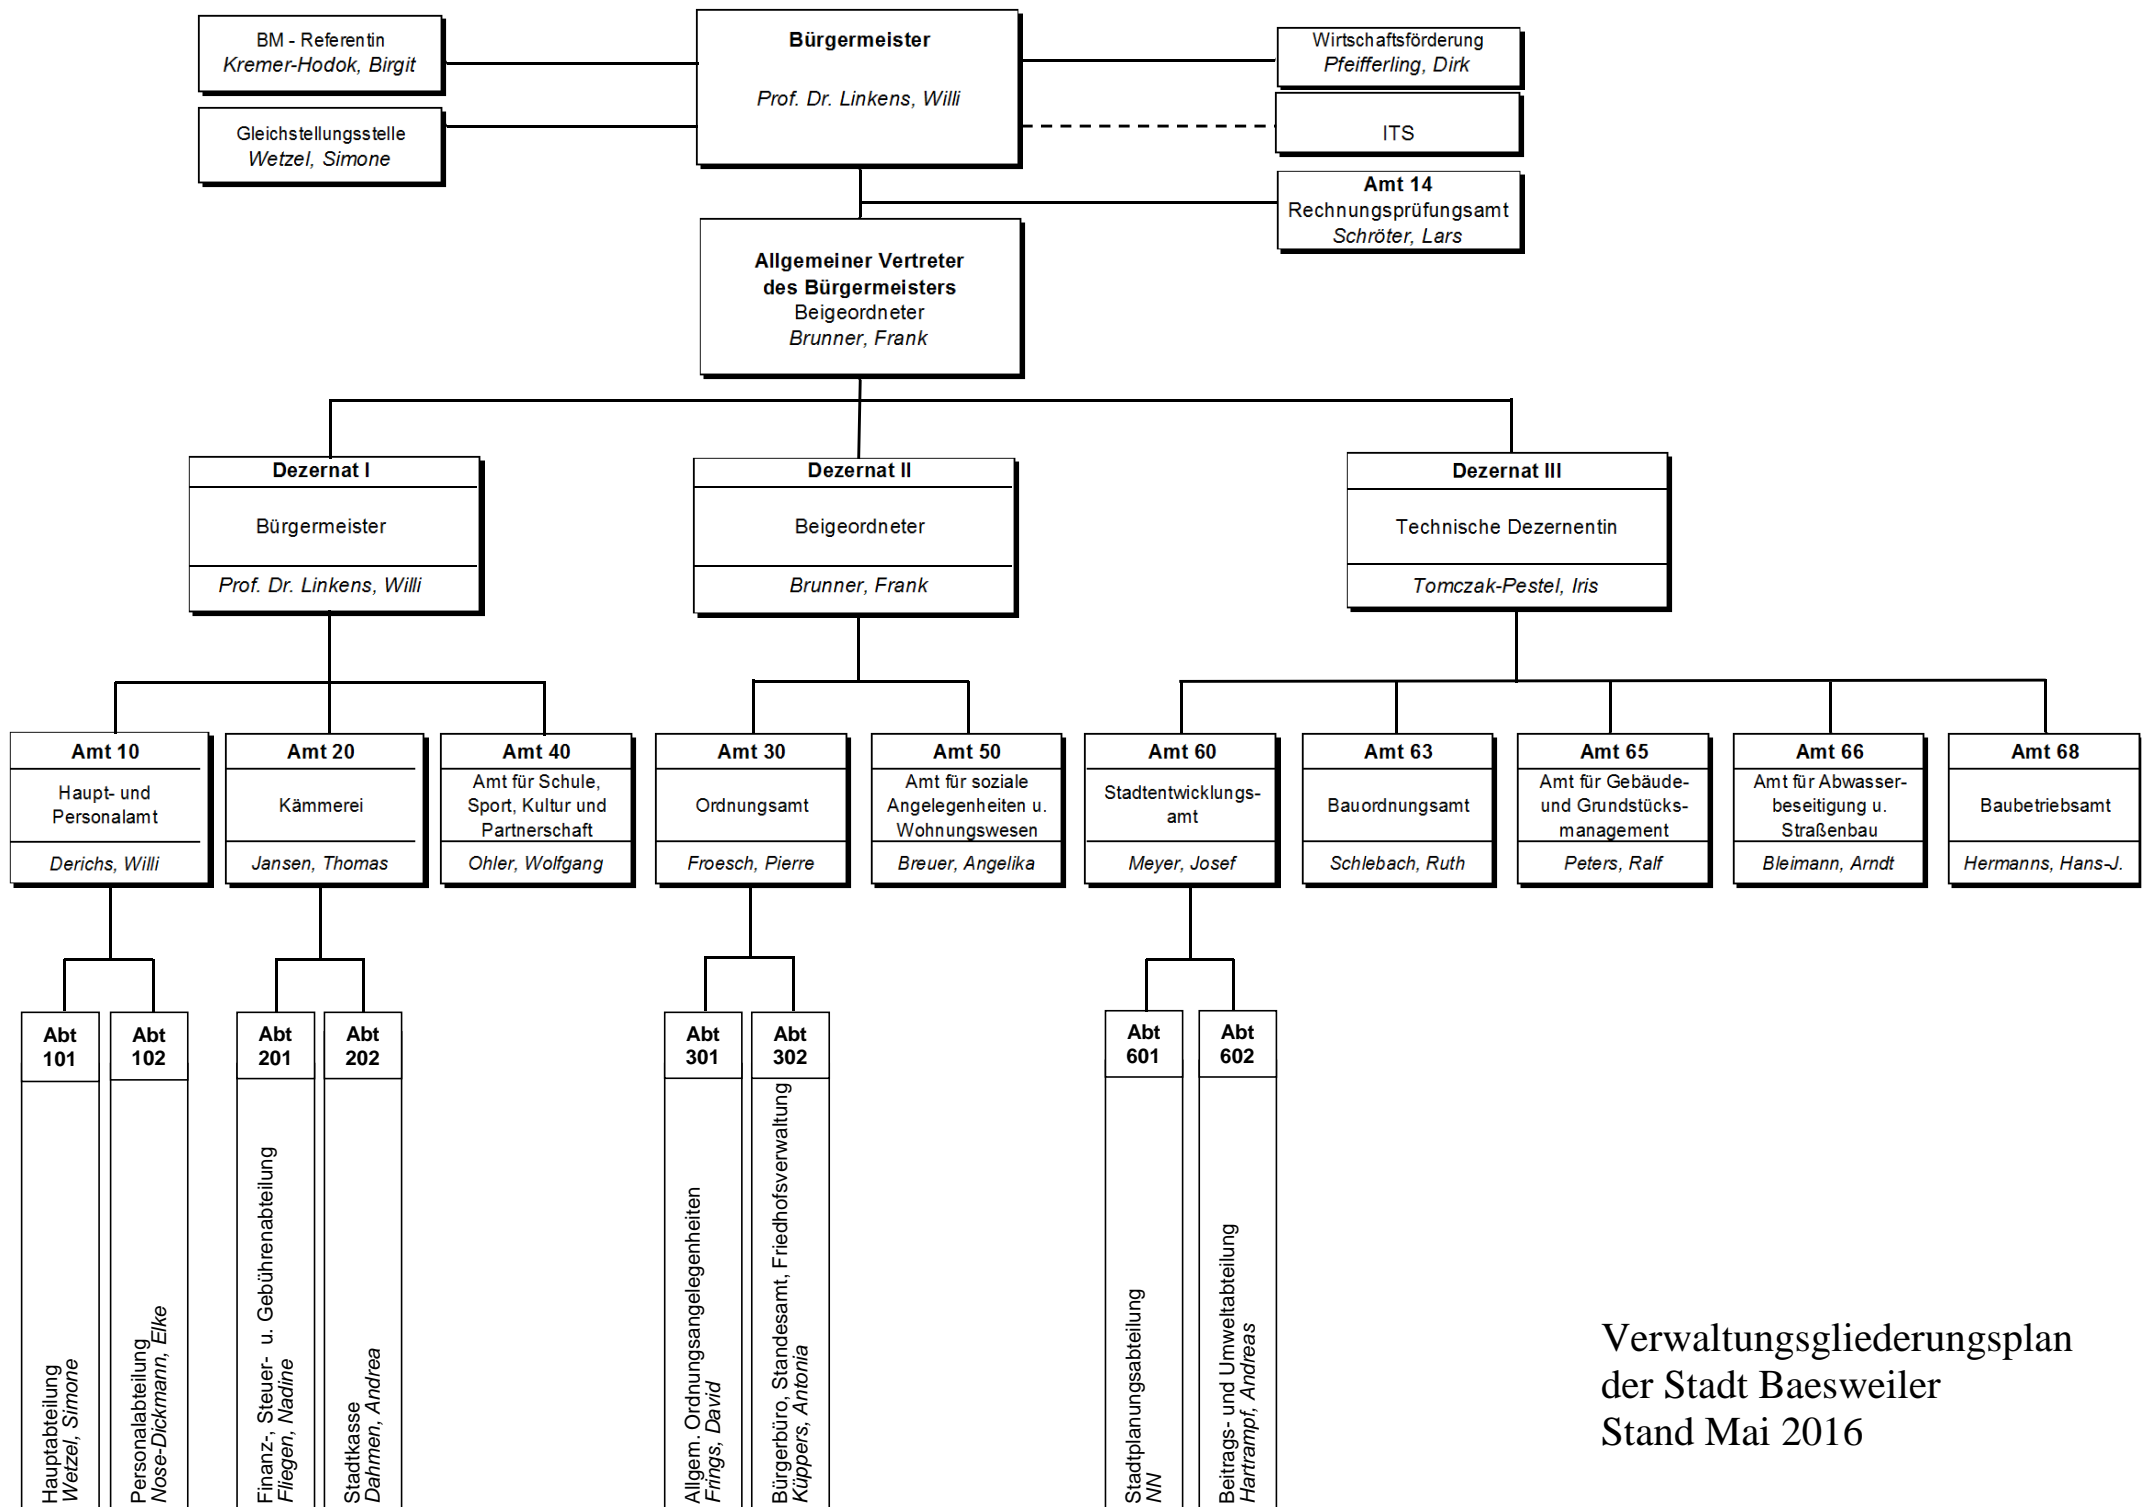 BM - Referentin
Kremer-Hodok, Birgit
Gleichstellungsstelle
Wetzel, Simone
Bürgermeister
Prof. Dr. Linkens, Willi
Wirtschaftsförderung
Pfeifferling, Dirk
ITS
Amt 14
Rechnungsprüfungsamt
Schröter, Lars
Allgemeiner Vertreter
des Bürgermeisters
Beigeordneter
Brunner, Frank
Dezernat I
Bürgermeister
Prof. Dr. Linkens, Willi
Dezernat II
Beigeordneter
Brunner, Frank
Dezernat III
Technische Dezernentin
Tomczak-Pestel, Iris
Amt 10
Haupt- und
Personalamt
Derichs, Willi
Amt 20
Kämmerei
Jansen, Thomas
Amt 40
Amt für Schule,
Sport, Kultur und
Partnerschaft
Ohler, Wolfgang
Amt 30
Ordnungsamt
Froesch, Pierre
Amt 50
Amt für soziale
Angelegenheiten u.
Wohnungswesen
Breuer, Angelika
Amt 60
Stadtentwicklungs-
amt
Meyer, Josef
Amt 63
Bauordnungsamt
Schlebach, Ruth
Amt 65
Amt für Gebäude-
und Grundstücks-
management
Peters, Ralf
Amt 66
Amt für Abwasser-
beseitigung u.
Straßenbau
Bleimann, Arndt
Amt 68
Baubetriebsamt
Hermanns, Hans-J.
Abt
101
Hauptabteilung
Wetzel, Simone
Abt
102
Personalabteilung
Nose-Dickmann, Elke
Abt
201
Finanz-, Steuer- u. Gebührenabteilung
Fliegen, Nadine
Abt
202
Stadtkasse
Dahmen, Andrea
Abt
301
Allgem. Ordnungsangelegenheiten
Frings, David
Abt
302
Bürgerbüro, Standesamt, Friedhofsverwaltung
Küppers, Antonia
Abt
601
Stadtplanungsabteilung
NN
Abt
602
Beitrags- und Umweltabteilung
Hartrampf, Andreas
Verwaltungsgliederungsplan
der Stadt Baesweiler
Stand Mai 2016